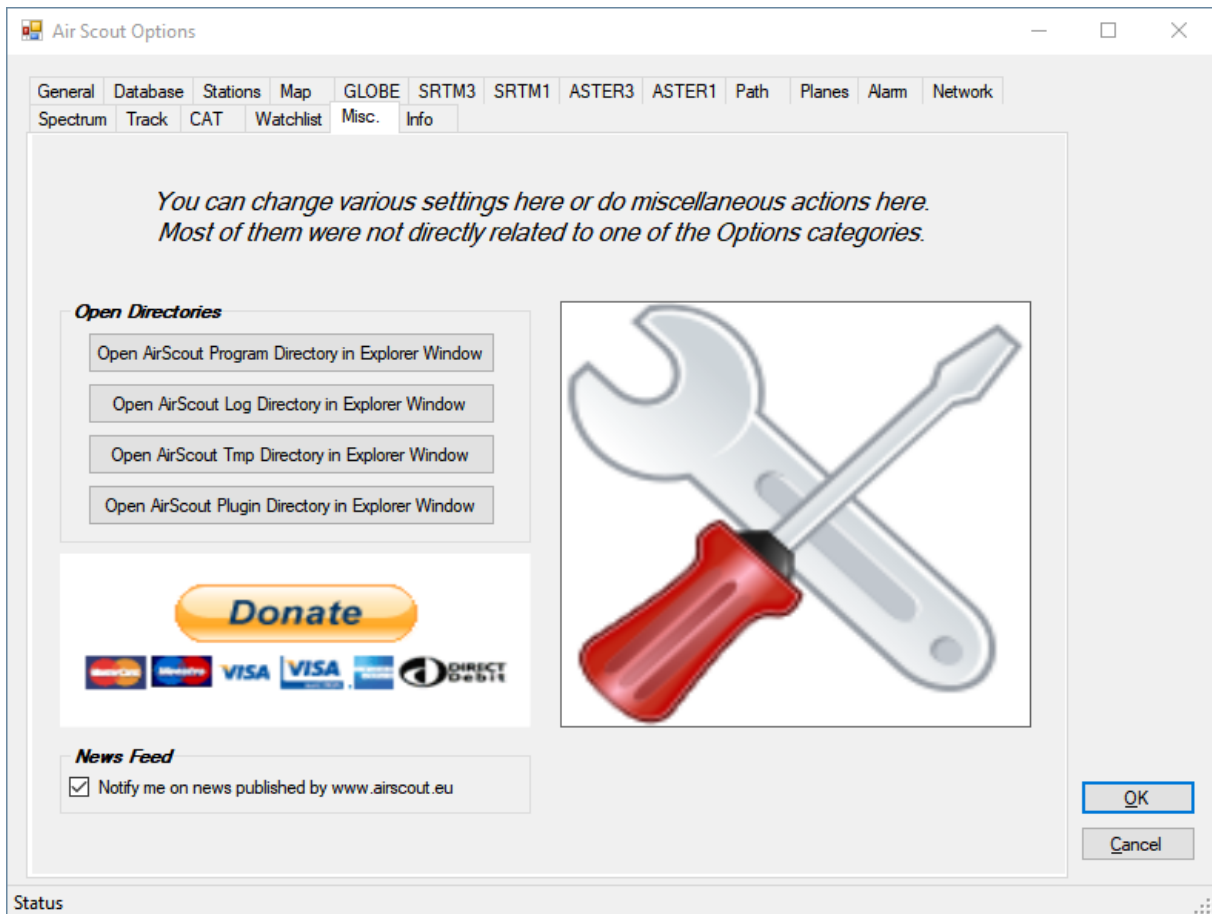 Air Scout Options
General Database Stations Map GLOBE SRTM3 SRTM1 ASTER3 ASTER1 Path Planes Alarm Network
Spectrum Track CAT Watchlist Misc. Info
You can change various settings here or do miscellaneous actions here.
Most of them were not directly related to one of the Options categories.
Open Directories
Open AirScout Program Directory in Explorer Window
Open AirScout Log Directory in Explorer Window
Open AirScout Tmp Directory in Explorer Window
Open AirScout Plugin Directory in Explorer Window
Donate
MasterCard Maestro VISA VISA DIRECT
Debit
News Feed
Notify me on news published by www.airscout.eu
OK
Cancel
Status